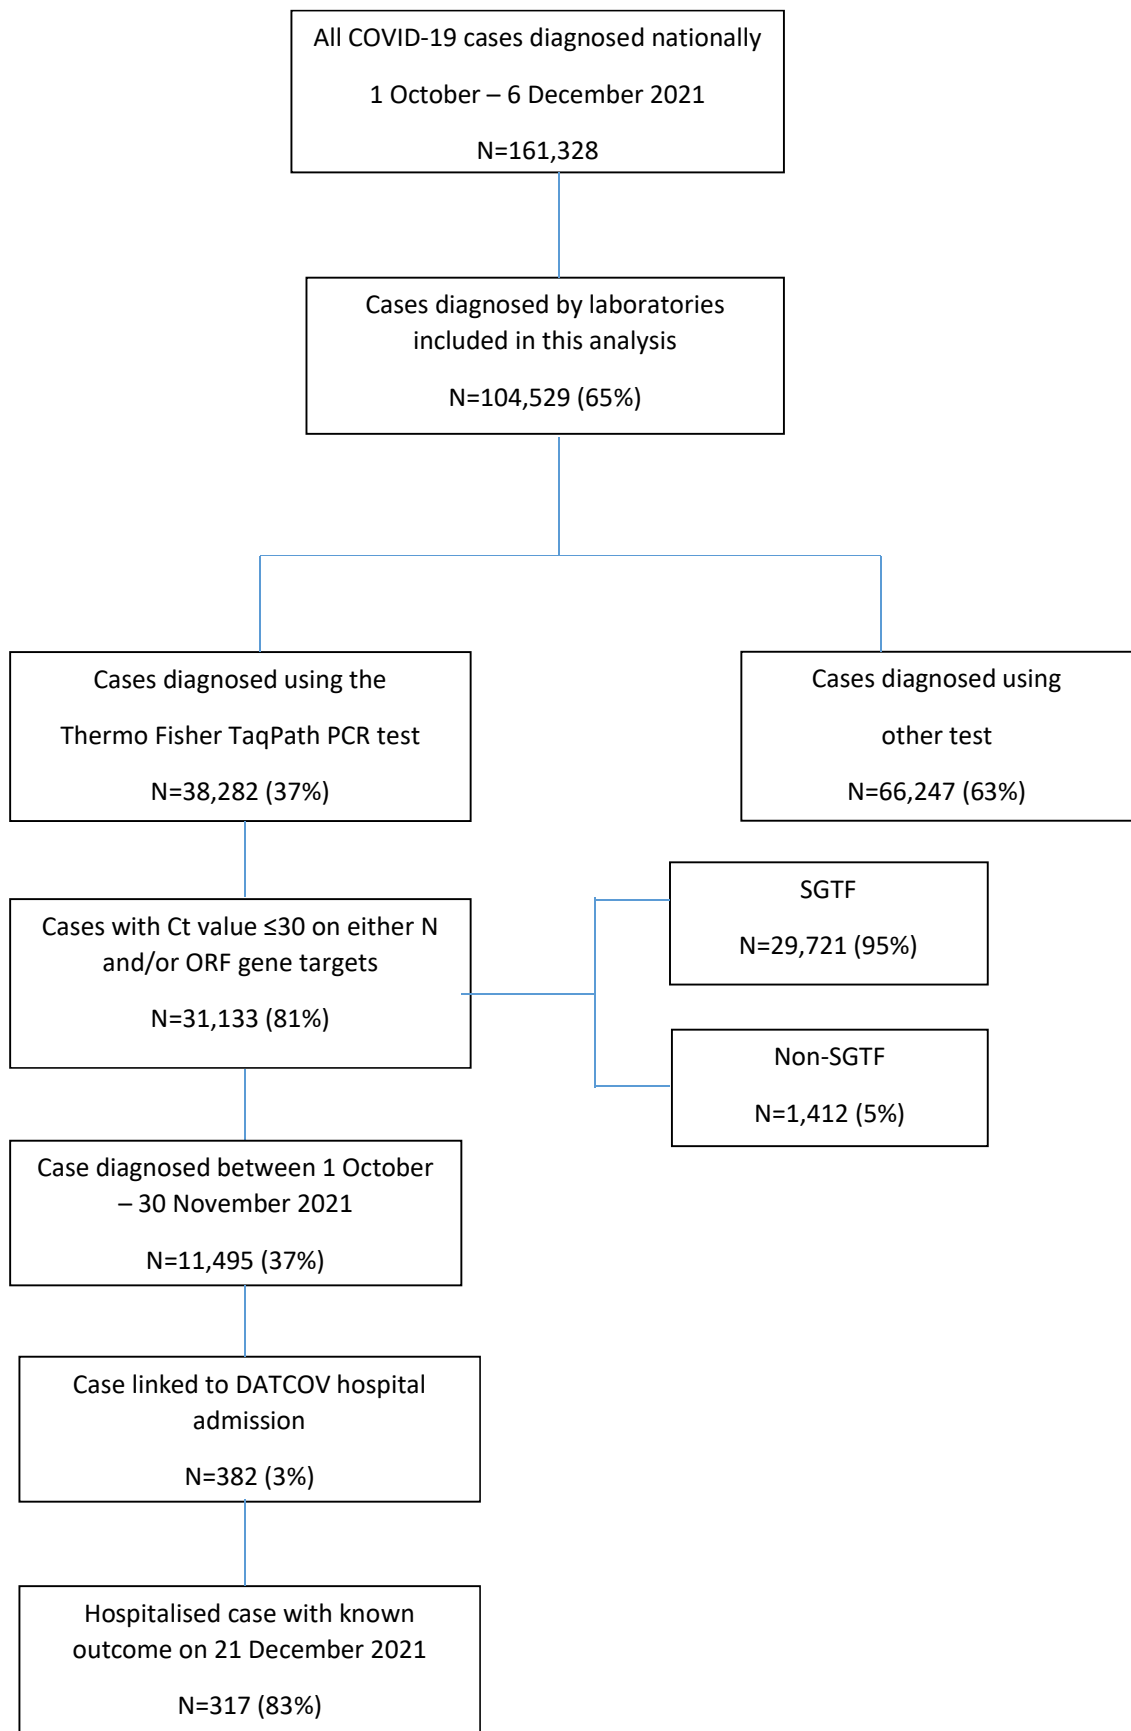 All COVID-19 cases diagnosed nationally
1 October – 6 December 2021
N=161,328
Cases diagnosed by laboratories
included in this analysis
N=104,529 (65%)
Cases diagnosed using the
Thermo Fisher TaqPath PCR test
N=38,282 (37%)
Cases diagnosed using
other test
N=66,247 (63%)
Cases with Ct value ≤30 on either N
and/or ORF gene targets
N=31,133 (81%)
SGTF
N=29,721 (95%)
Non-SGTF
N=1,412 (5%)
Case diagnosed between 1 October
– 30 November 2021
N=11,495 (37%)
Case linked to DATCOV hospital
admission
N=382 (3%)
Hospitalised case with known
outcome on 21 December 2021
N=317 (83%)